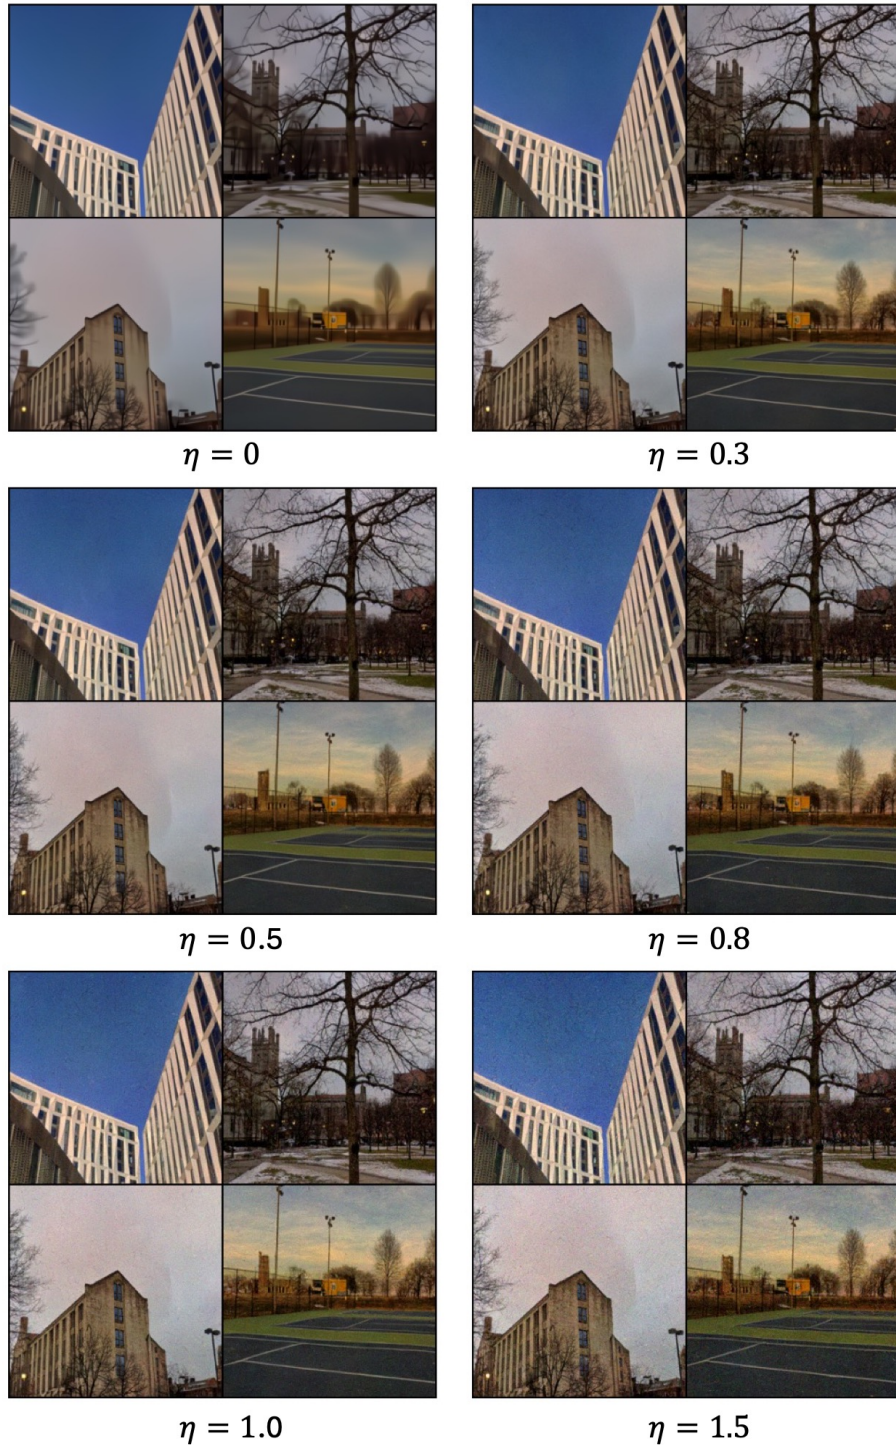 η = 0
η = 0.3
η = 0.5
η = 0.8
η = 1.0
η = 1.5